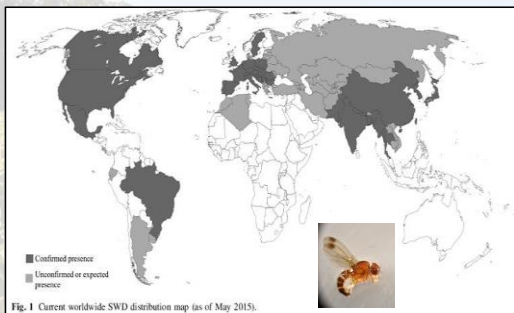 Confirmed presence
Unconfirmed or expected
presence
Fig. 1 Current worldwide SWD distribution map (as of May 2015).